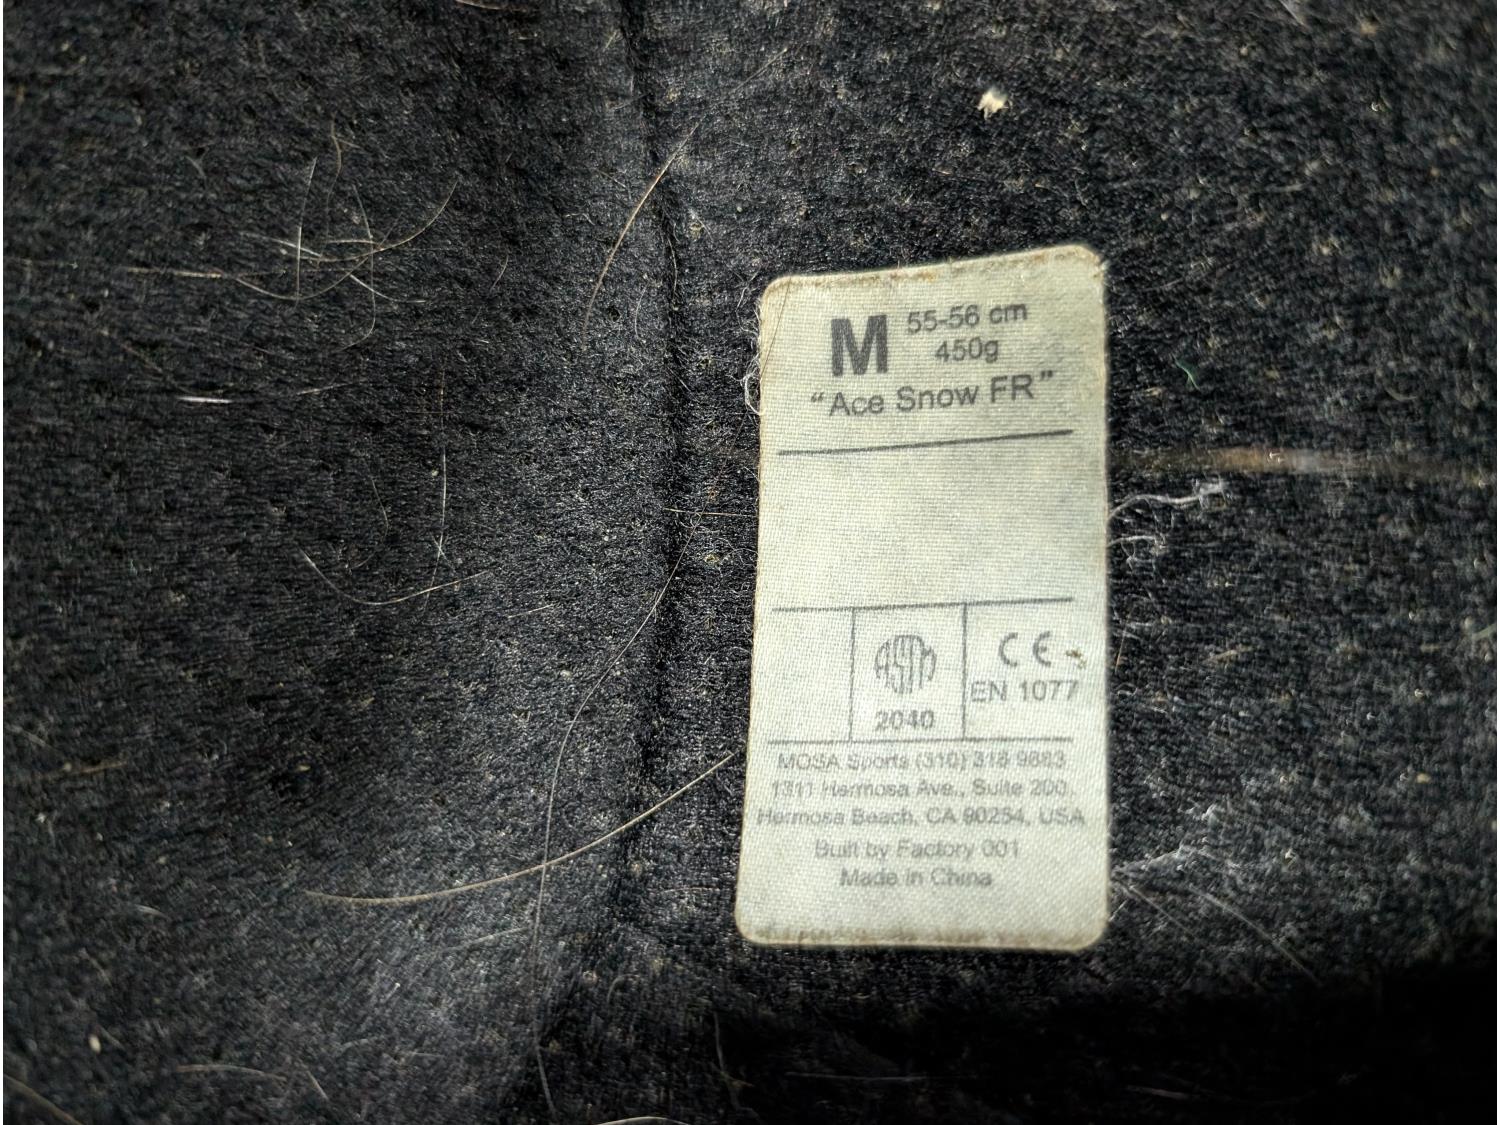 M 55-56 cm
450g
“Ace Snow FR”
ASTM
2040
CE
EN 1077
MOSA Sports (310) 318 9883
1311 Hermosa Ave., Suite 200,
Hermosa Beach, CA 90254, USA
Built by Factory 001
Made in China